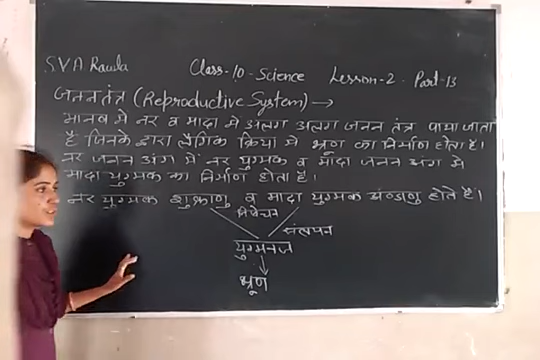 S.V.A Rawla Class-10-Science Lesson-2 Part-13
जननतंत्र (Reproductive System) →
मानव मे नर व मादा में अलग अलग जनन तंत्र पाया जाता
है जिनके द्वारा लैंगिक क्रिया से भ्रूण का निर्माण होता है।
नर जनन अंग में नर युग्मक व मादा जनन अंग मे
मादा युग्मक का निर्माण होता है।
नर युग्मक शुक्राणु व मादा युग्मक अण्डाणु होते है।
निषेचन
संलयन
युग्मनज
भ्रूण